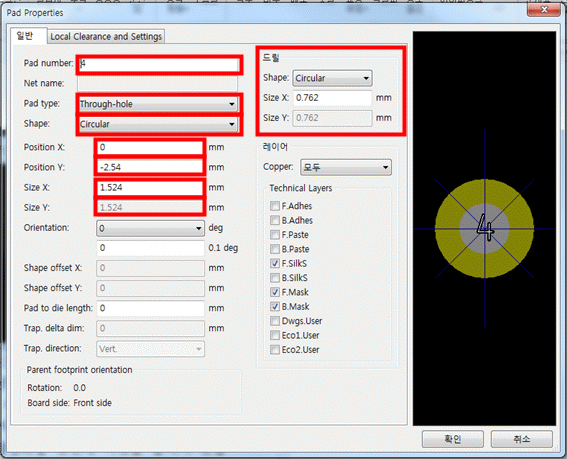 Pad Properties
일반
Local Clearance and Settings
Pad number: 4
Net name:
Pad type: Through-hole
Shape: Circular
Position X: 0 mm
Position Y: -2.54 mm
Size X: 1.524 mm
Size Y: 1.524 mm
Orientation: 0 deg
0 0.1 deg
Shape offset X: 0 mm
Shape offset Y: 0 mm
Pad to die length: 0 mm
Trap. delta dim: 0 mm
Trap. direction: Vert.
Parent footprint orientation
Rotation: 0.0
Board side: Front side
드릴
Shape: Circular
Size X: 0.762 mm
Size Y: 0.762 mm
레이어
Copper: 모두
Technical Layers
F.Adhes
B.Adhes
F.Paste
B.Paste
F.SilkS
B.SilkS
F.Mask
B.Mask
Dwgs.User
Eco1.User
Eco2.User
4
확인
취소